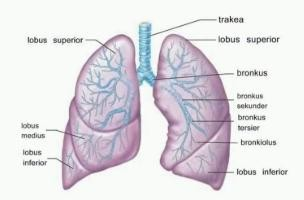 trakea
lobus superior
lobus superior
bronkus
bronkus
sekunder
bronkus
tersier
lobus
medius
bronkiolus
lobus
inferior
lobus inferior